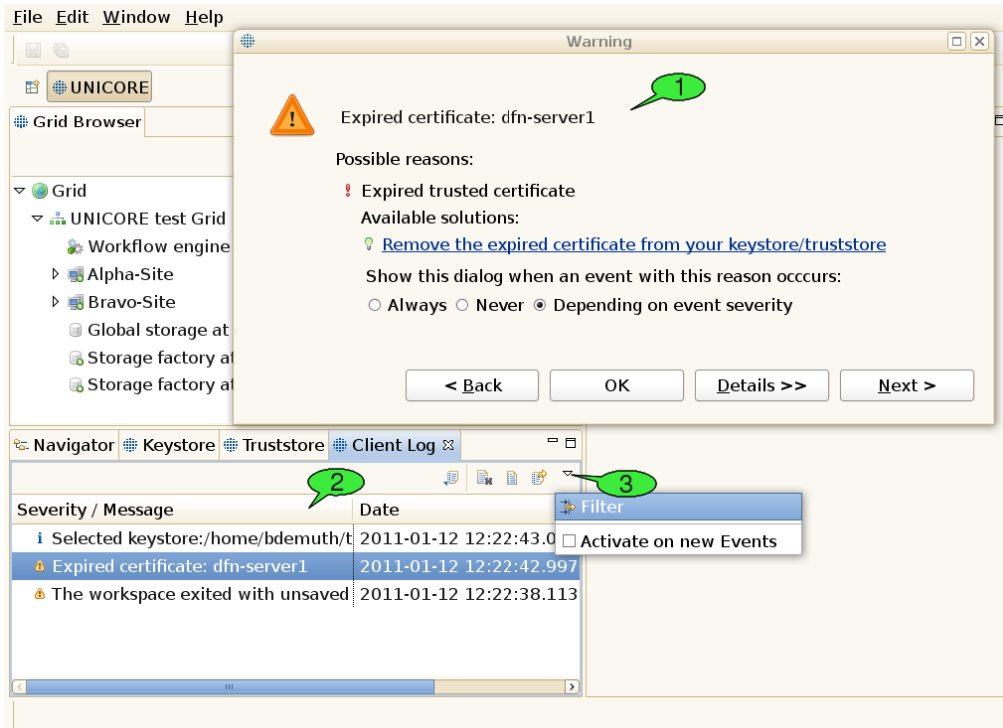 File Edit Window Help
Warning
UNICORE
1
Expired certificate: dfn-server1
Grid Browser
Possible reasons:
Expired trusted certificate
Available solutions:
Remove the expired certificate from your keystore/truststore
Show this dialog when an event with this reason occcurs:
Always Never Depending on event severity
< Back OK Details >> Next >
Grid
UNICORE test Grid
Workflow engine
Alpha-Site
Bravo-Site
Global storage at
Storage factory at
Storage factory at
Navigator Keystore Truststore Client Log
2
3
Severity / Message Date
Selected keystore:/home/bdemuth/t 2011-01-12 12:22:43.0
Expired certificate: dfn-server1 2011-01-12 12:22:42.997
The workspace exited with unsaved 2011-01-12 12:22:38.113
Filter
Activate on new Events